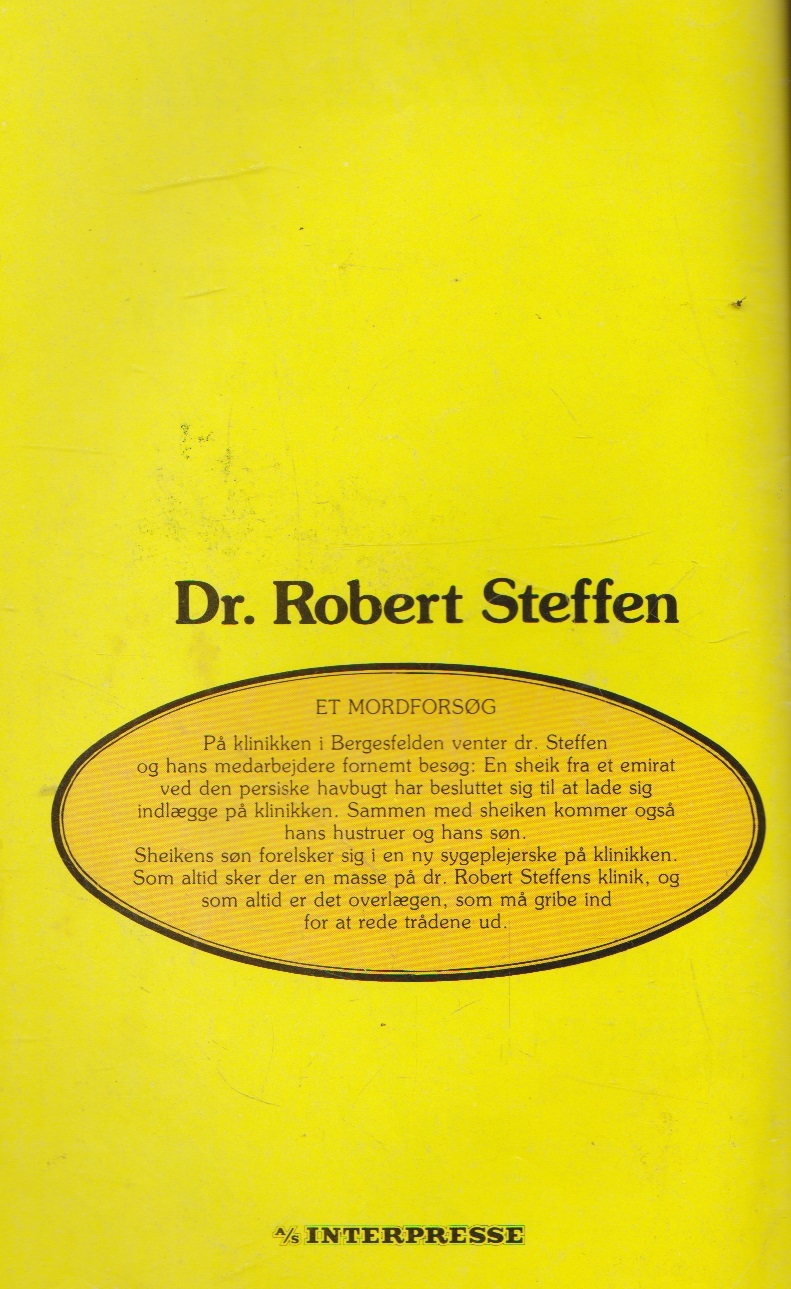 Dr. Robert Steffen
ET MORDFORSØG
På klinikken i Bergesfelden venter dr. Steffen
og hans medarbejdere fornemt besøg: En sheik fra et emirat
ved den persiske havbugt har besluttet sig til at lade sig
indlægge på klinikken. Sammen med sheiken kommer også
hans hustruer og hans søn.
Sheikens søn forelsker sig i en ny sygeplejerske på klinikken.
Som altid sker der en masse på dr. Robert Steffens klinik, og
som altid er det overlægen, som må gribe ind
for at rede trådene ud.
A/S INTERPRESSE